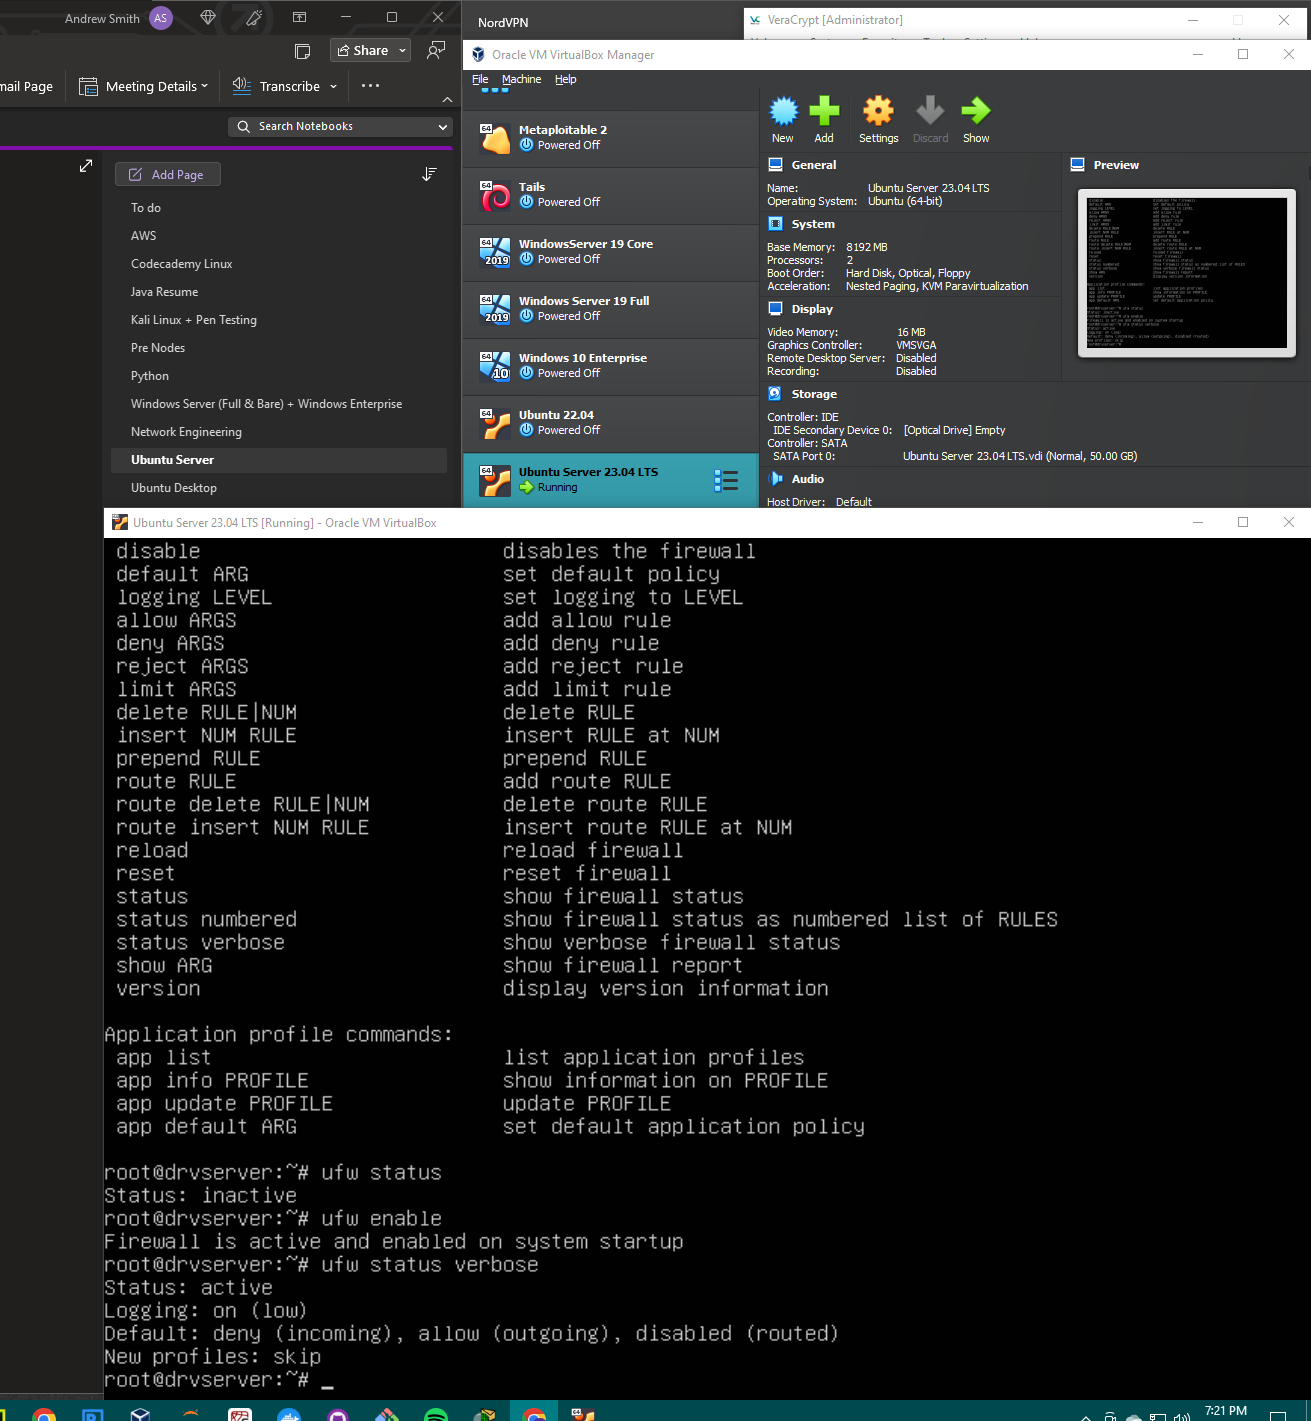 Andrew Smith AS
Share
mail Page Meeting Details Transcribe
Search Notebooks
Add Page
To do
AWS
Codecademy Linux
Java Resume
Kali Linux + Pen Testing
Pre Nodes
Python
Windows Server (Full & Bare) + Windows Enterprise
Network Engineering
Ubuntu Server
Ubuntu Desktop
NordVPN
VeraCrypt [Administrator]
Oracle VM VirtualBox Manager
File Machine Help
64 Metaploitable 2
Powered Off
64 Tails
Powered Off
64 2019 WindowsServer 19 Core
Powered Off
64 2019 Windows Server 19 Full
Powered Off
64 10 Windows 10 Enterprise
Powered Off
64 Ubuntu 22.04
Powered Off
64 Ubuntu Server 23.04 LTS
Running
New Add Settings Discard Show
General
Name: Ubuntu Server 23.04 LTS
Operating System: Ubuntu (64-bit)
System
Base Memory: 8192 MB
Processors: 2
Boot Order: Hard Disk, Optical, Floppy
Acceleration: Nested Paging, KVM Paravirtualization
Display
Video Memory: 16 MB
Graphics Controller: VMSVGA
Remote Desktop Server: Disabled
Recording: Disabled
Storage
Controller: IDE
IDE Secondary Device 0: [Optical Drive] Empty
Controller: SATA
SATA Port 0: Ubuntu Server 23.04 LTS.vdi (Normal, 50.00 GB)
Audio
Host Driver: Default
Preview
Ubuntu Server 23.04 LTS [Running] - Oracle VM VirtualBox
disable disables the firewall
default ARG set default policy
logging LEVEL set logging to LEVEL
allow ARGS add allow rule
deny ARGS add deny rule
reject ARGS add reject rule
limit ARGS add limit rule
delete RULE|NUM delete RULE
insert NUM RULE insert RULE at NUM
prepend RULE prepend RULE
route RULE add route RULE
route delete RULE|NUM delete route RULE
route insert NUM RULE insert route RULE at NUM
reload reload firewall
reset reset firewall
status show firewall status
status numbered show firewall status as numbered list of RULES
status verbose show verbose firewall status
show ARG show firewall report
version display version information
Application profile commands:
app list list application profiles
app info PROFILE show information on PROFILE
app update PROFILE update PROFILE
app default ARG set default application policy
root@drvserver:~# ufw status
Status: inactive
root@drvserver:~# ufw enable
Firewall is active and enabled on system startup
root@drvserver:~# ufw status verbose
Status: active
Logging: on (low)
Default: deny (incoming), allow (outgoing), disabled (routed)
New profiles: skip
root@drvserver:~# _
7:21 PM